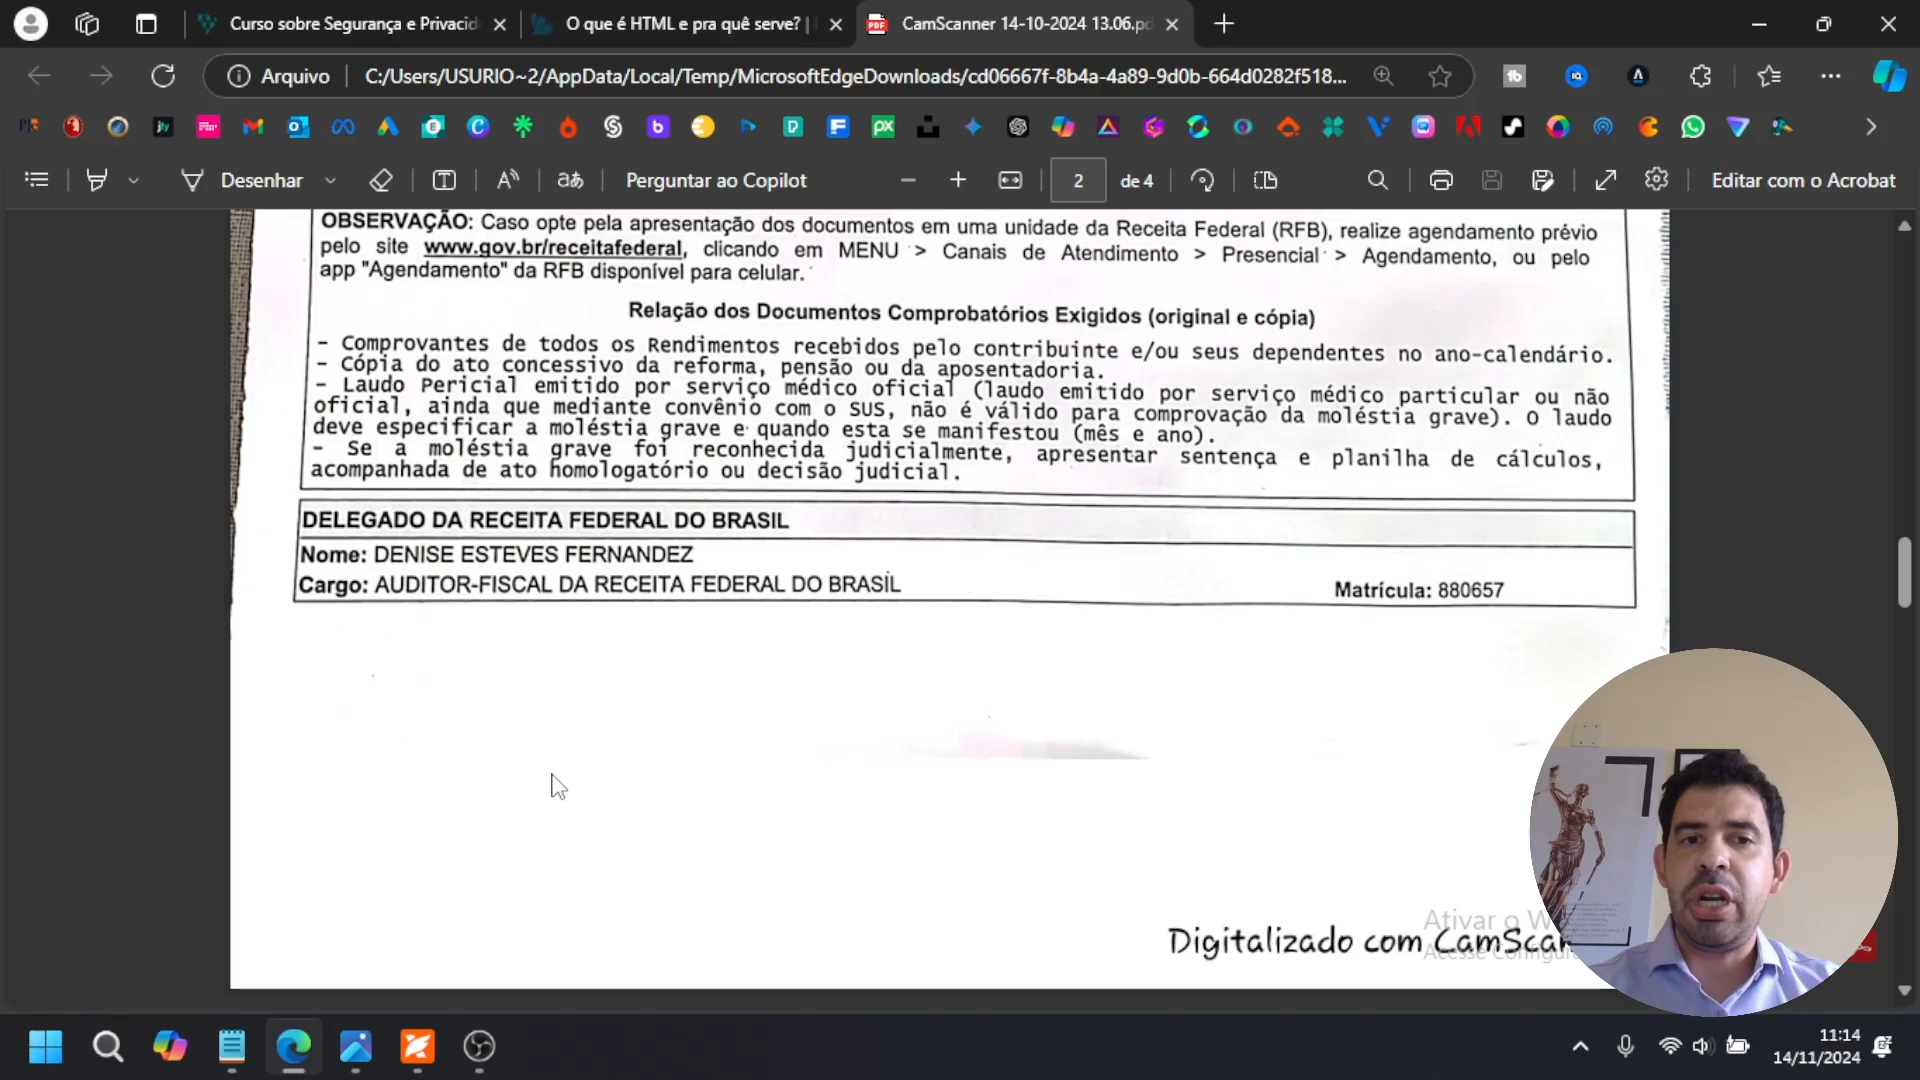 Curso sobre Segurança e Privacid
O que é HTML e pra quê serve? |
CamScanner 14-10-2024 13.06.pd
Arquivo
C:/Users/USURIO~2/AppData/Local/Temp/MicrosoftEdgeDownloads/cd06667f-8b4a-4a89-9d0b-664d0282f518...
Desenhar
Perguntar ao Copilot
2
de 4
Editar com o Acrobat
OBSERVAÇÃO: Caso opte pela apresentação dos documentos em uma unidade da Receita Federal (RFB), realize agendamento prévio
pelo site www.gov.br/receitafederal, clicando em MENU > Canais de Atendimento > Presencial > Agendamento, ou pelo
app "Agendamento" da RFB disponível para celular.
Relação dos Documentos Comprobatórios Exigidos (original e cópia)
- Comprovantes de todos os Rendimentos recebidos pelo contribuinte e/ou seus dependentes no ano-calendário.
- Cópia do ato concessivo da reforma, pensão ou da aposentadoria.
- Laudo Pericial emitido por serviço médico oficial (laudo emitido por serviço médico particular ou não
oficial, ainda que mediante convênio com o SUS, não é válido para comprovação da moléstia grave). O laudo
deve especificar a moléstia grave e quando esta se manifestou (mês e ano).
- Se a moléstia grave foi reconhecida judicialmente, apresentar sentença e planilha de cálculos,
acompanhada de ato homologatório ou decisão judicial.
DELEGADO DA RECEITA FEDERAL DO BRASIL
Nome: DENISE ESTEVES FERNANDEZ
Cargo: AUDITOR-FISCAL DA RECEITA FEDERAL DO BRASIL
Matrícula: 880657
Ativar o W
Digitalizado com CamScan
Acesse Configur
11:14
14/11/2024